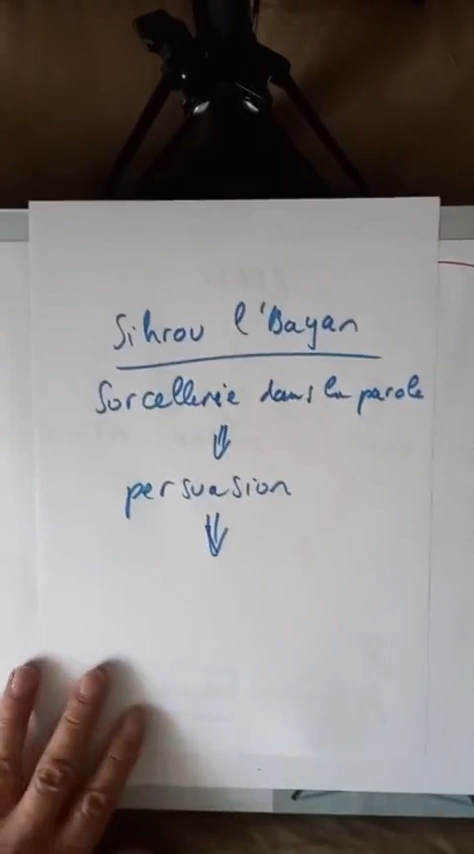 Sihrou l'Bayan
Sorcellerie dans la parole
⇓
persuasion
⇓